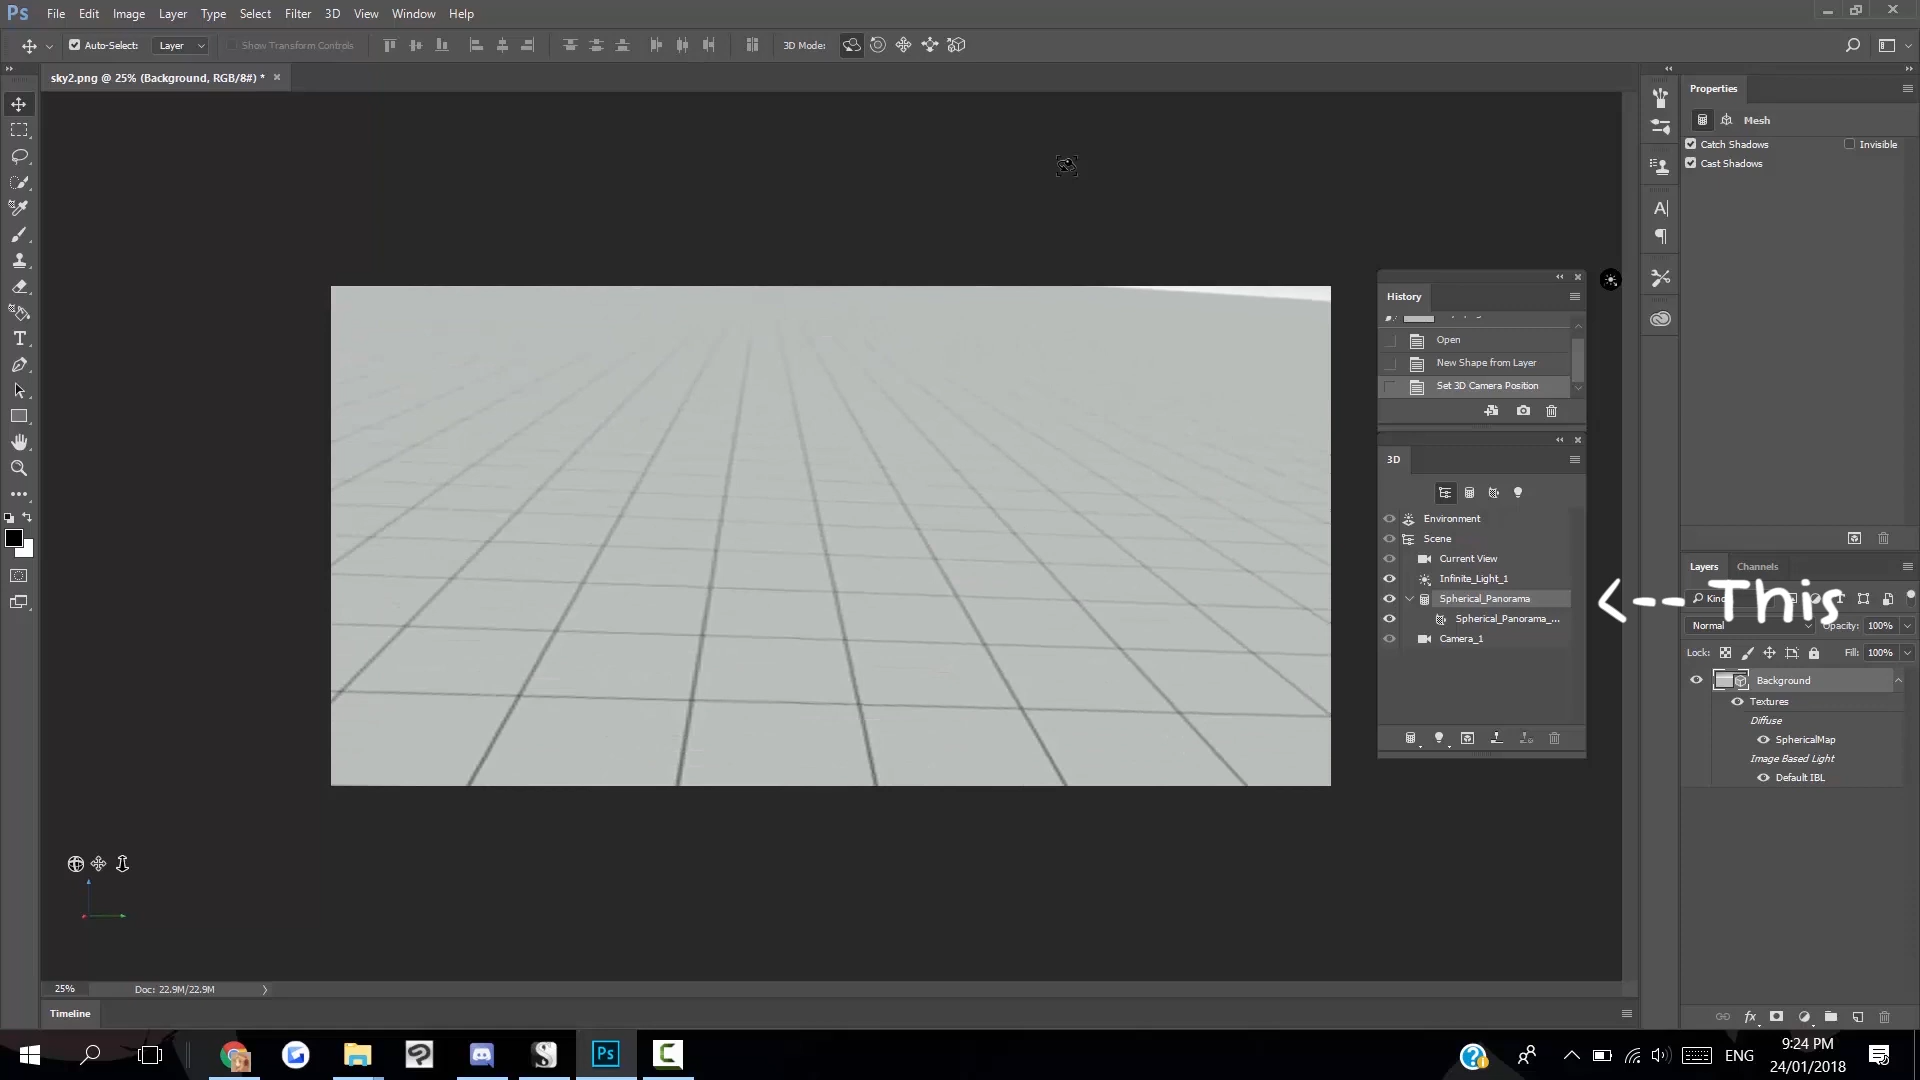 Ps File Edit Image Layer Type Select Filter 3D View Window Help
Auto-Select: Layer Show Transform Controls 3D Mode:
sky2.png @ 25% (Background, RGB/8#) *
Properties
Mesh
Catch Shadows Invisible
Cast Shadows
History
Open
New Shape from Layer
Set 3D Camera Position
3D
Environment
Scene
Current View
Infinite_Light_1
Spherical_Panorama
Spherical_Panorama_...
Camera_1
<-- This
Layers Channels
Kind
Normal Opacity: 100%
Lock: Fill: 100%
Background
Textures
Diffuse
SphericalMap
Image Based Light
Default IBL
25% Doc: 22.9M/22.9M
Timeline
fx
Ps
ENG
9:24 PM
24/01/2018